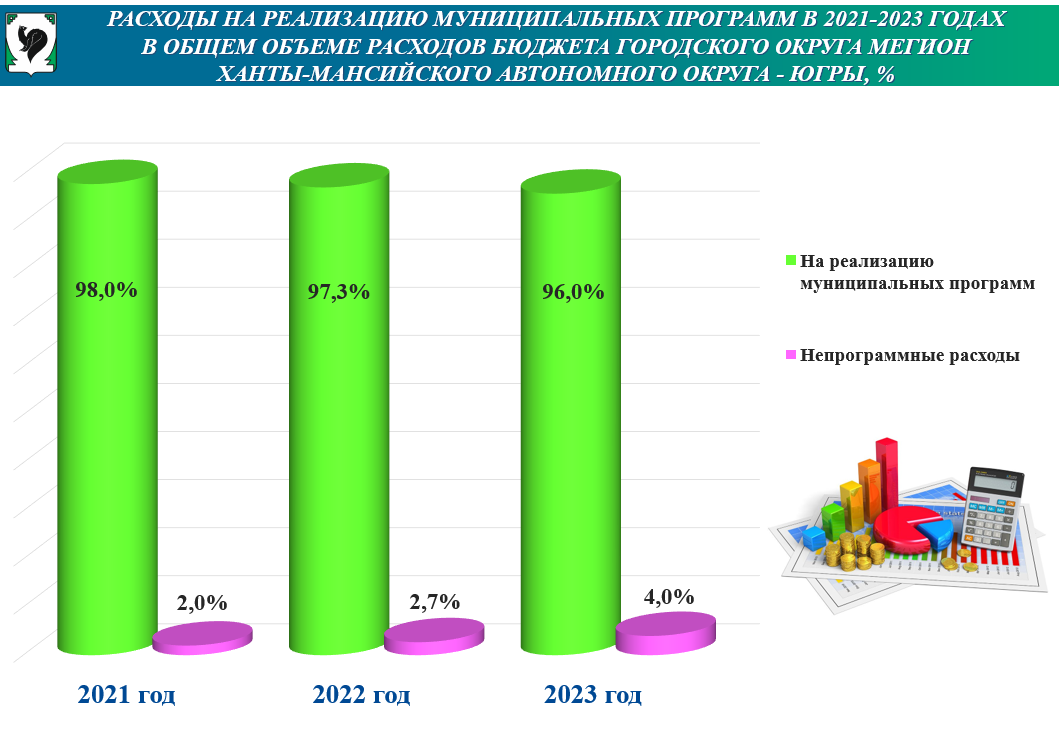 РАСХОДЫ НА РЕАЛИЗАЦИЮ МУНИЦИПАЛЬНЫХ ПРОГРАММ В 2021-2023 ГОДАХ
В ОБЩЕМ ОБЪЕМЕ РАСХОДОВ БЮДЖЕТА ГОРОДСКОГО ОКРУГА МЕГИОН
ХАНТЫ-МАНСИЙСКОГО АВТОНОМНОГО ОКРУГА - ЮГРЫ, %
98,0%
97,3%
96,0%
На реализацию
муниципальных программ
Непрограммные расходы
2,0%
2,7%
4,0%
2021 год
2022 год
2023 год